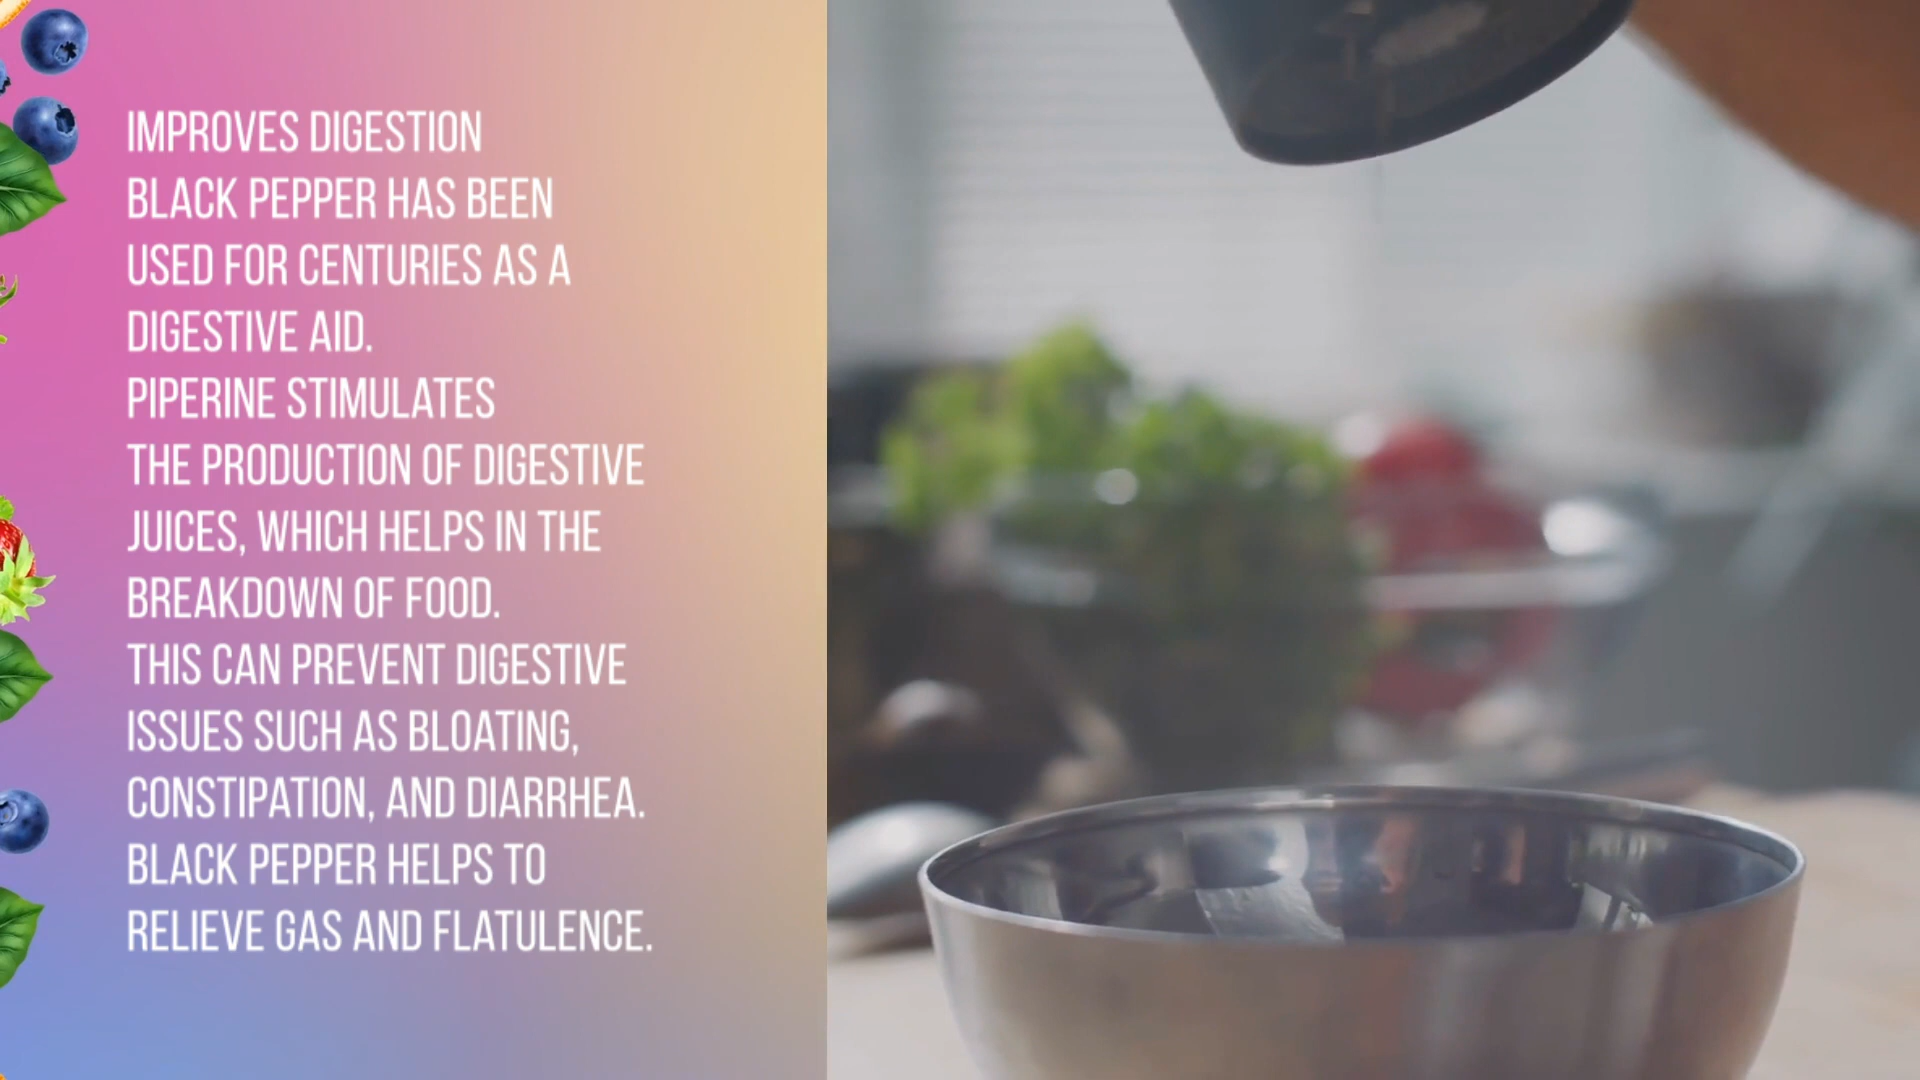 IMPROVES DIGESTION
BLACK PEPPER HAS BEEN
USED FOR CENTURIES AS A
DIGESTIVE AID.
PIPERINE STIMULATES
THE PRODUCTION OF DIGESTIVE
JUICES, WHICH HELPS IN THE
BREAKDOWN OF FOOD.
THIS CAN PREVENT DIGESTIVE
ISSUES SUCH AS BLOATING,
CONSTIPATION, AND DIARRHEA.
BLACK PEPPER HELPS TO
RELIEVE GAS AND FLATULENCE.